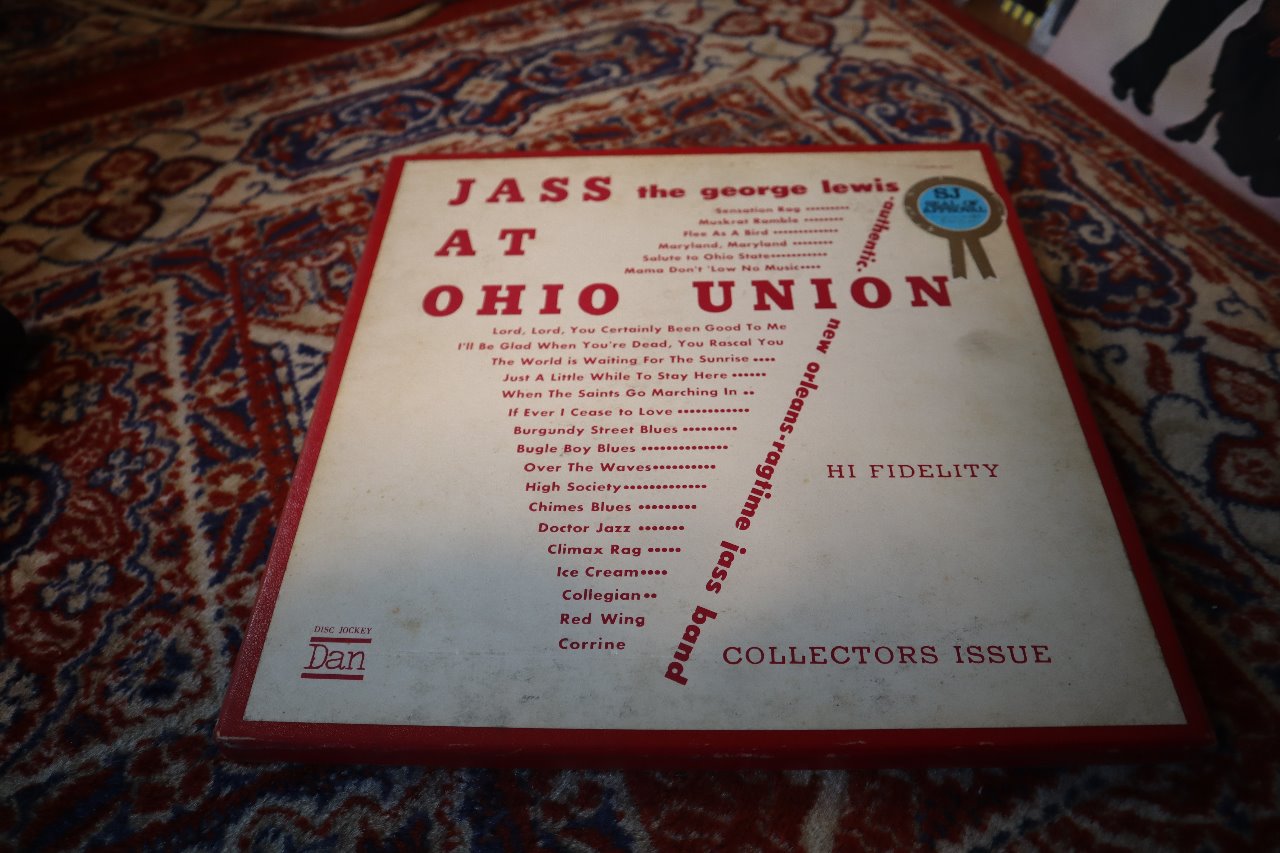 JASS the george lewis
Sensation Rag .........
Muskrat Ramble ........
Flee As A Bird .............
Maryland, Maryland ........
Salute to Ohio State...........
Mama Don't 'Low No Music....
"authentic"
SJ
SEAL OF
APPROVAL
AT
OHIO UNION
Lord, Lord, You Certainly Been Good To Me
I'll Be Glad When You're Dead, You Rascal You
The World is Waiting For The Sunrise ....
Just A Little While To Stay Here ......
When The Saints Go Marching In ..
If Ever I Cease to Love ............
Burgundy Street Blues .........
Bugle Boy Blues ..............
Over The Waves..........
High Society.............
Chimes Blues .........
Doctor Jazz .......
Climax Rag .....
Ice Cream....
Collegian..
Red Wing
Corrine
new orleans-ragtime jass band
HI FIDELITY
COLLECTORS ISSUE
DISC JOCKEY
Dan